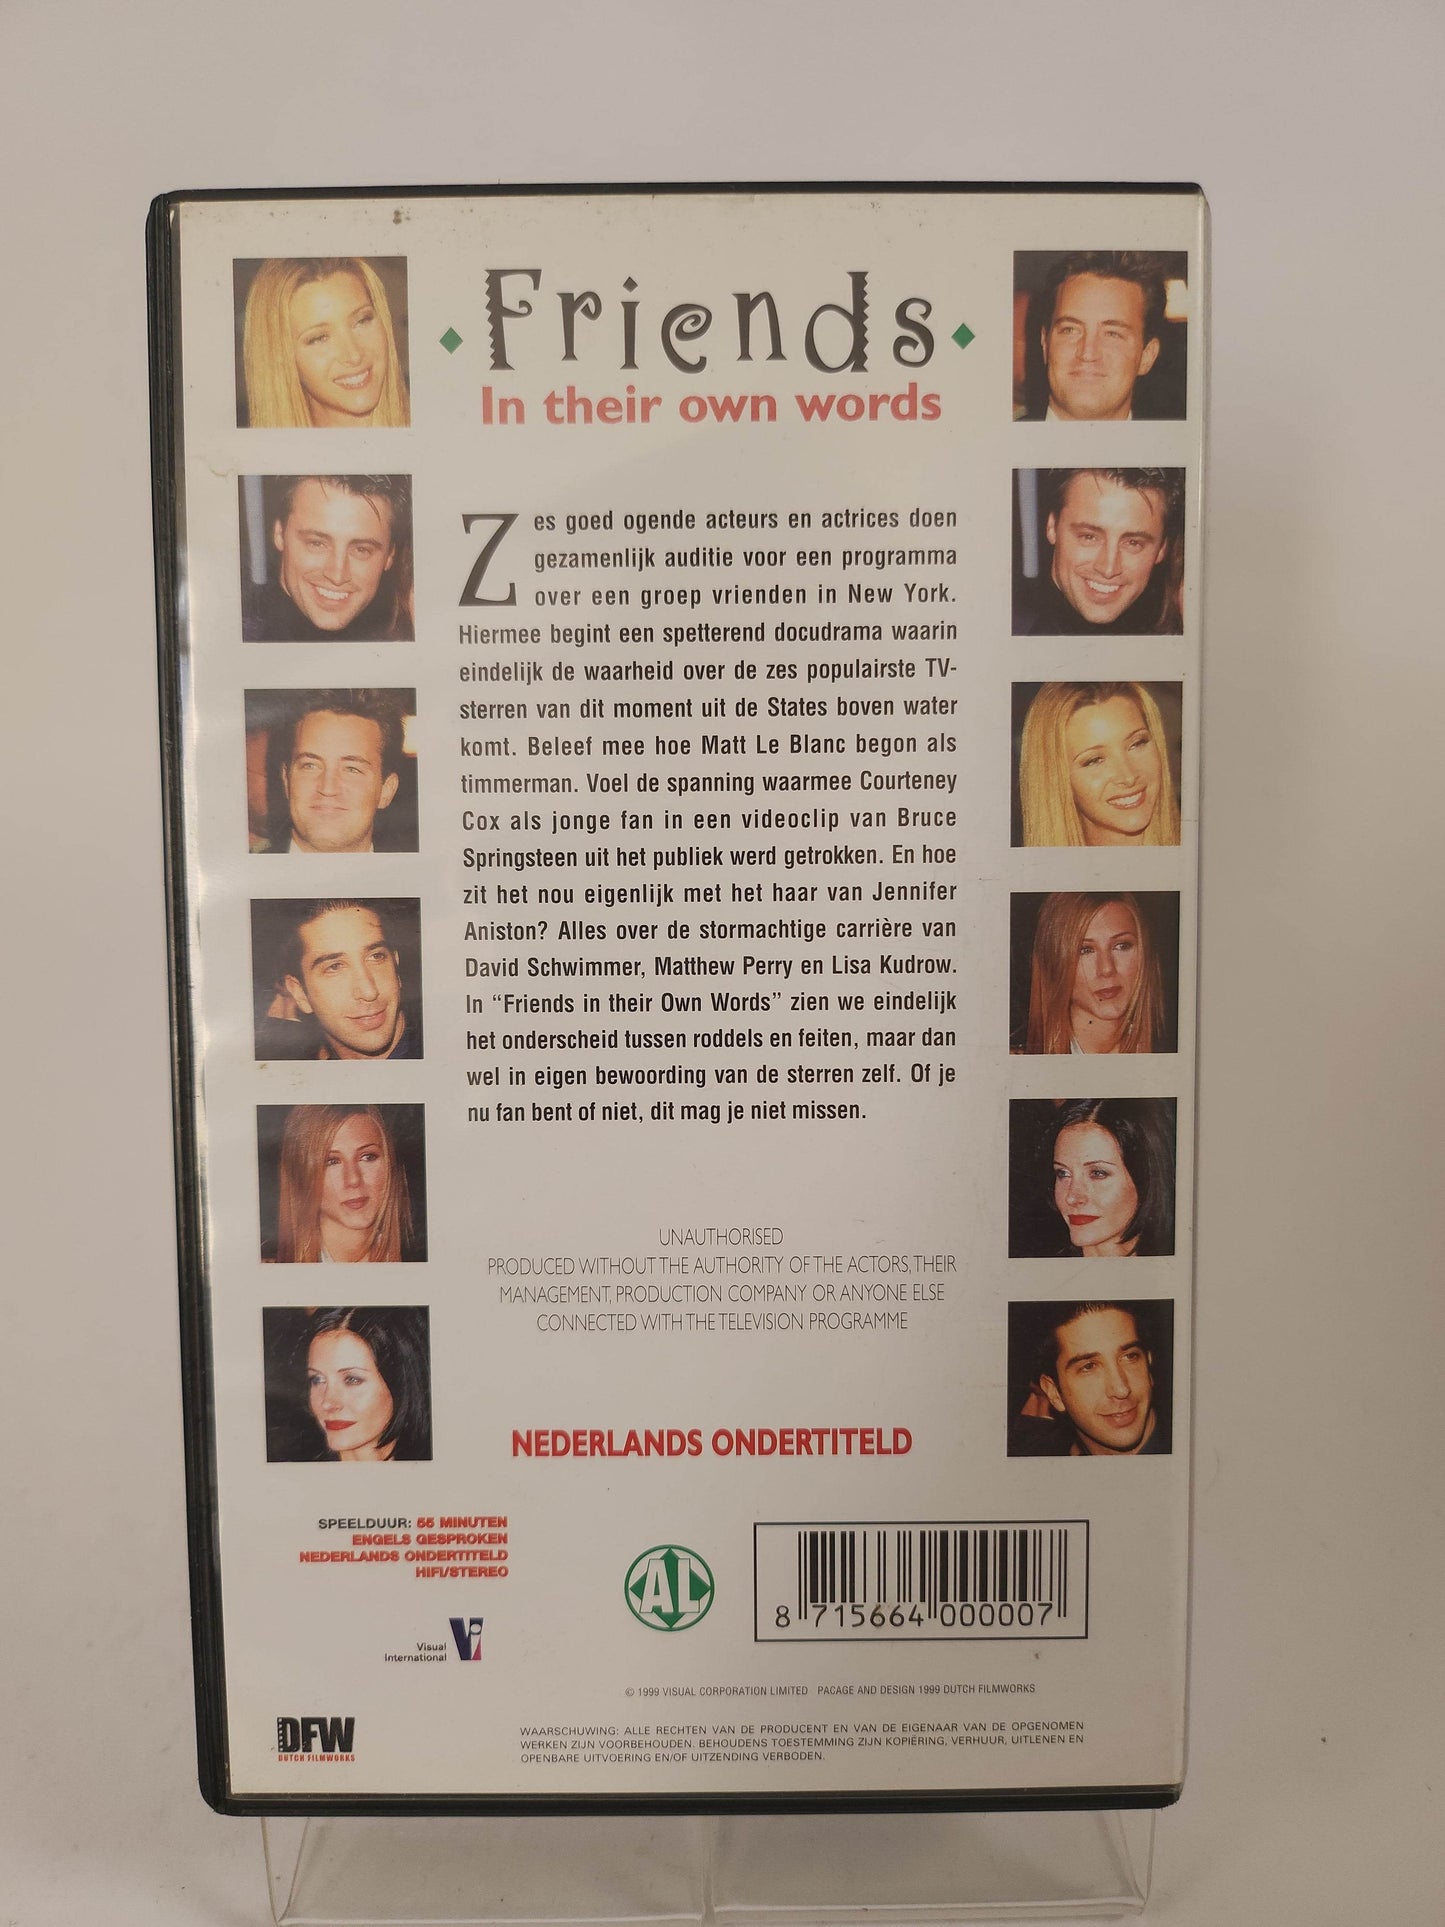 Friends
In their own words
Zes goed ogende acteurs en actrices doen
gezamenlijk auditie voor een programma
over een groep vrienden in New York.
Hiermee begint een spetterend docudrama waarin
eindelijk de waarheid over de zes populairste TV-
sterren van dit moment uit de States boven water
komt. Beleef mee hoe Matt Le Blanc begon als
timmerman. Voel de spanning waarmee Courteney
Cox als jonge fan in een videoclip van Bruce
Springsteen uit het publiek werd getrokken. En hoe
zit het nou eigenlijk met het haar van Jennifer
Aniston? Alles over de stormachtige carrière van
David Schwimmer, Matthew Perry en Lisa Kudrow.
In “Friends in their Own Words” zien we eindelijk
het onderscheid tussen roddels en feiten, maar dan
wel in eigen bewoording van de sterren zelf. Of je
nu fan bent of niet, dit mag je niet missen.
UNAUTHORISED
PRODUCED WITHOUT THE AUTHORITY OF THE ACTORS, THEIR
MANAGEMENT, PRODUCTION COMPANY OR ANYONE ELSE
CONNECTED WITH THE TELEVISION PROGRAMME
NEDERLANDS ONDERTITELD
SPEELDUUR: 55 MINUTEN
ENGELS GESPROKEN
NEDERLANDS ONDERTITELD
HIFI/STEREO
Visual
International
Vi
AL
8 715664 000007
© 1999 VISUAL CORPORATION LIMITED PACAGE AND DESIGN 1999 DUTCH FILMWORKS
DFW
DUTCH FILMWORKS
WAARSCHUWING: ALLE RECHTEN VAN DE PRODUCENT EN VAN DE EIGENAAR VAN DE OPGENOMEN
WERKEN ZIJN VOORBEHOUDEN. BEHOUDENS TOESTEMMING ZIJN KOPIËRING, VERHUUR, UITLENEN EN
OPENBARE UITVOERING EN/OF UITZENDING VERBODEN.